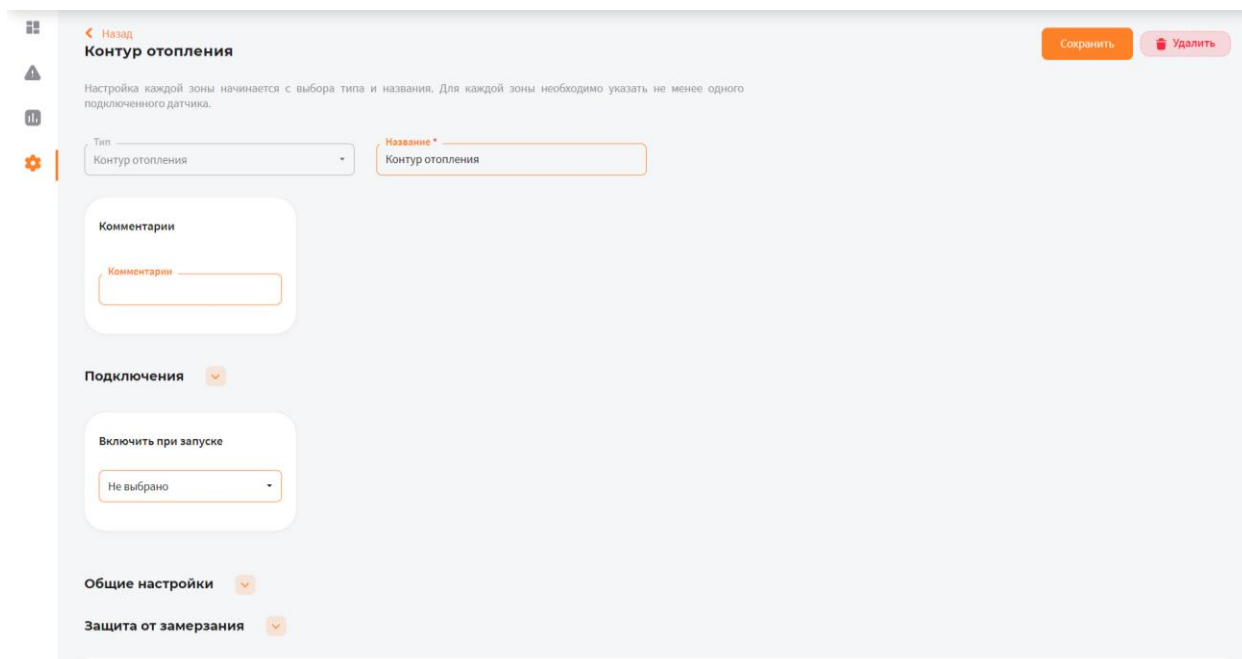 Назад
Контур отопления
Сохранить
Удалить
Настройка каждой зоны начинается с выбора типа и названия. Для каждой зоны необходимо указать не менее одного
подключенного датчика.
Тип
Контур отопления
Название *
Контур отопления
Комментарии
Комментарии
Подключения
Включить при запуске
Не выбрано
Общие настройки
Защита от замерзания